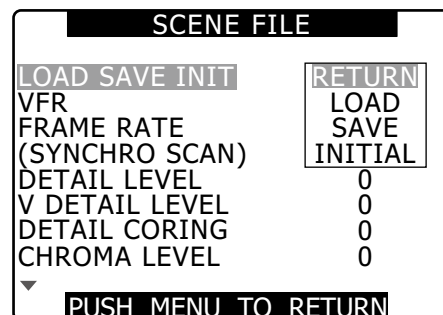 SCENE FILE
LOAD SAVE INIT RETURN
VFR LOAD
FRAME RATE SAVE
(SYNCHRO SCAN) INITIAL
DETAIL LEVEL 0
V DETAIL LEVEL 0
DETAIL CORING 0
CHROMA LEVEL 0
PUSH MENU TO RETURN